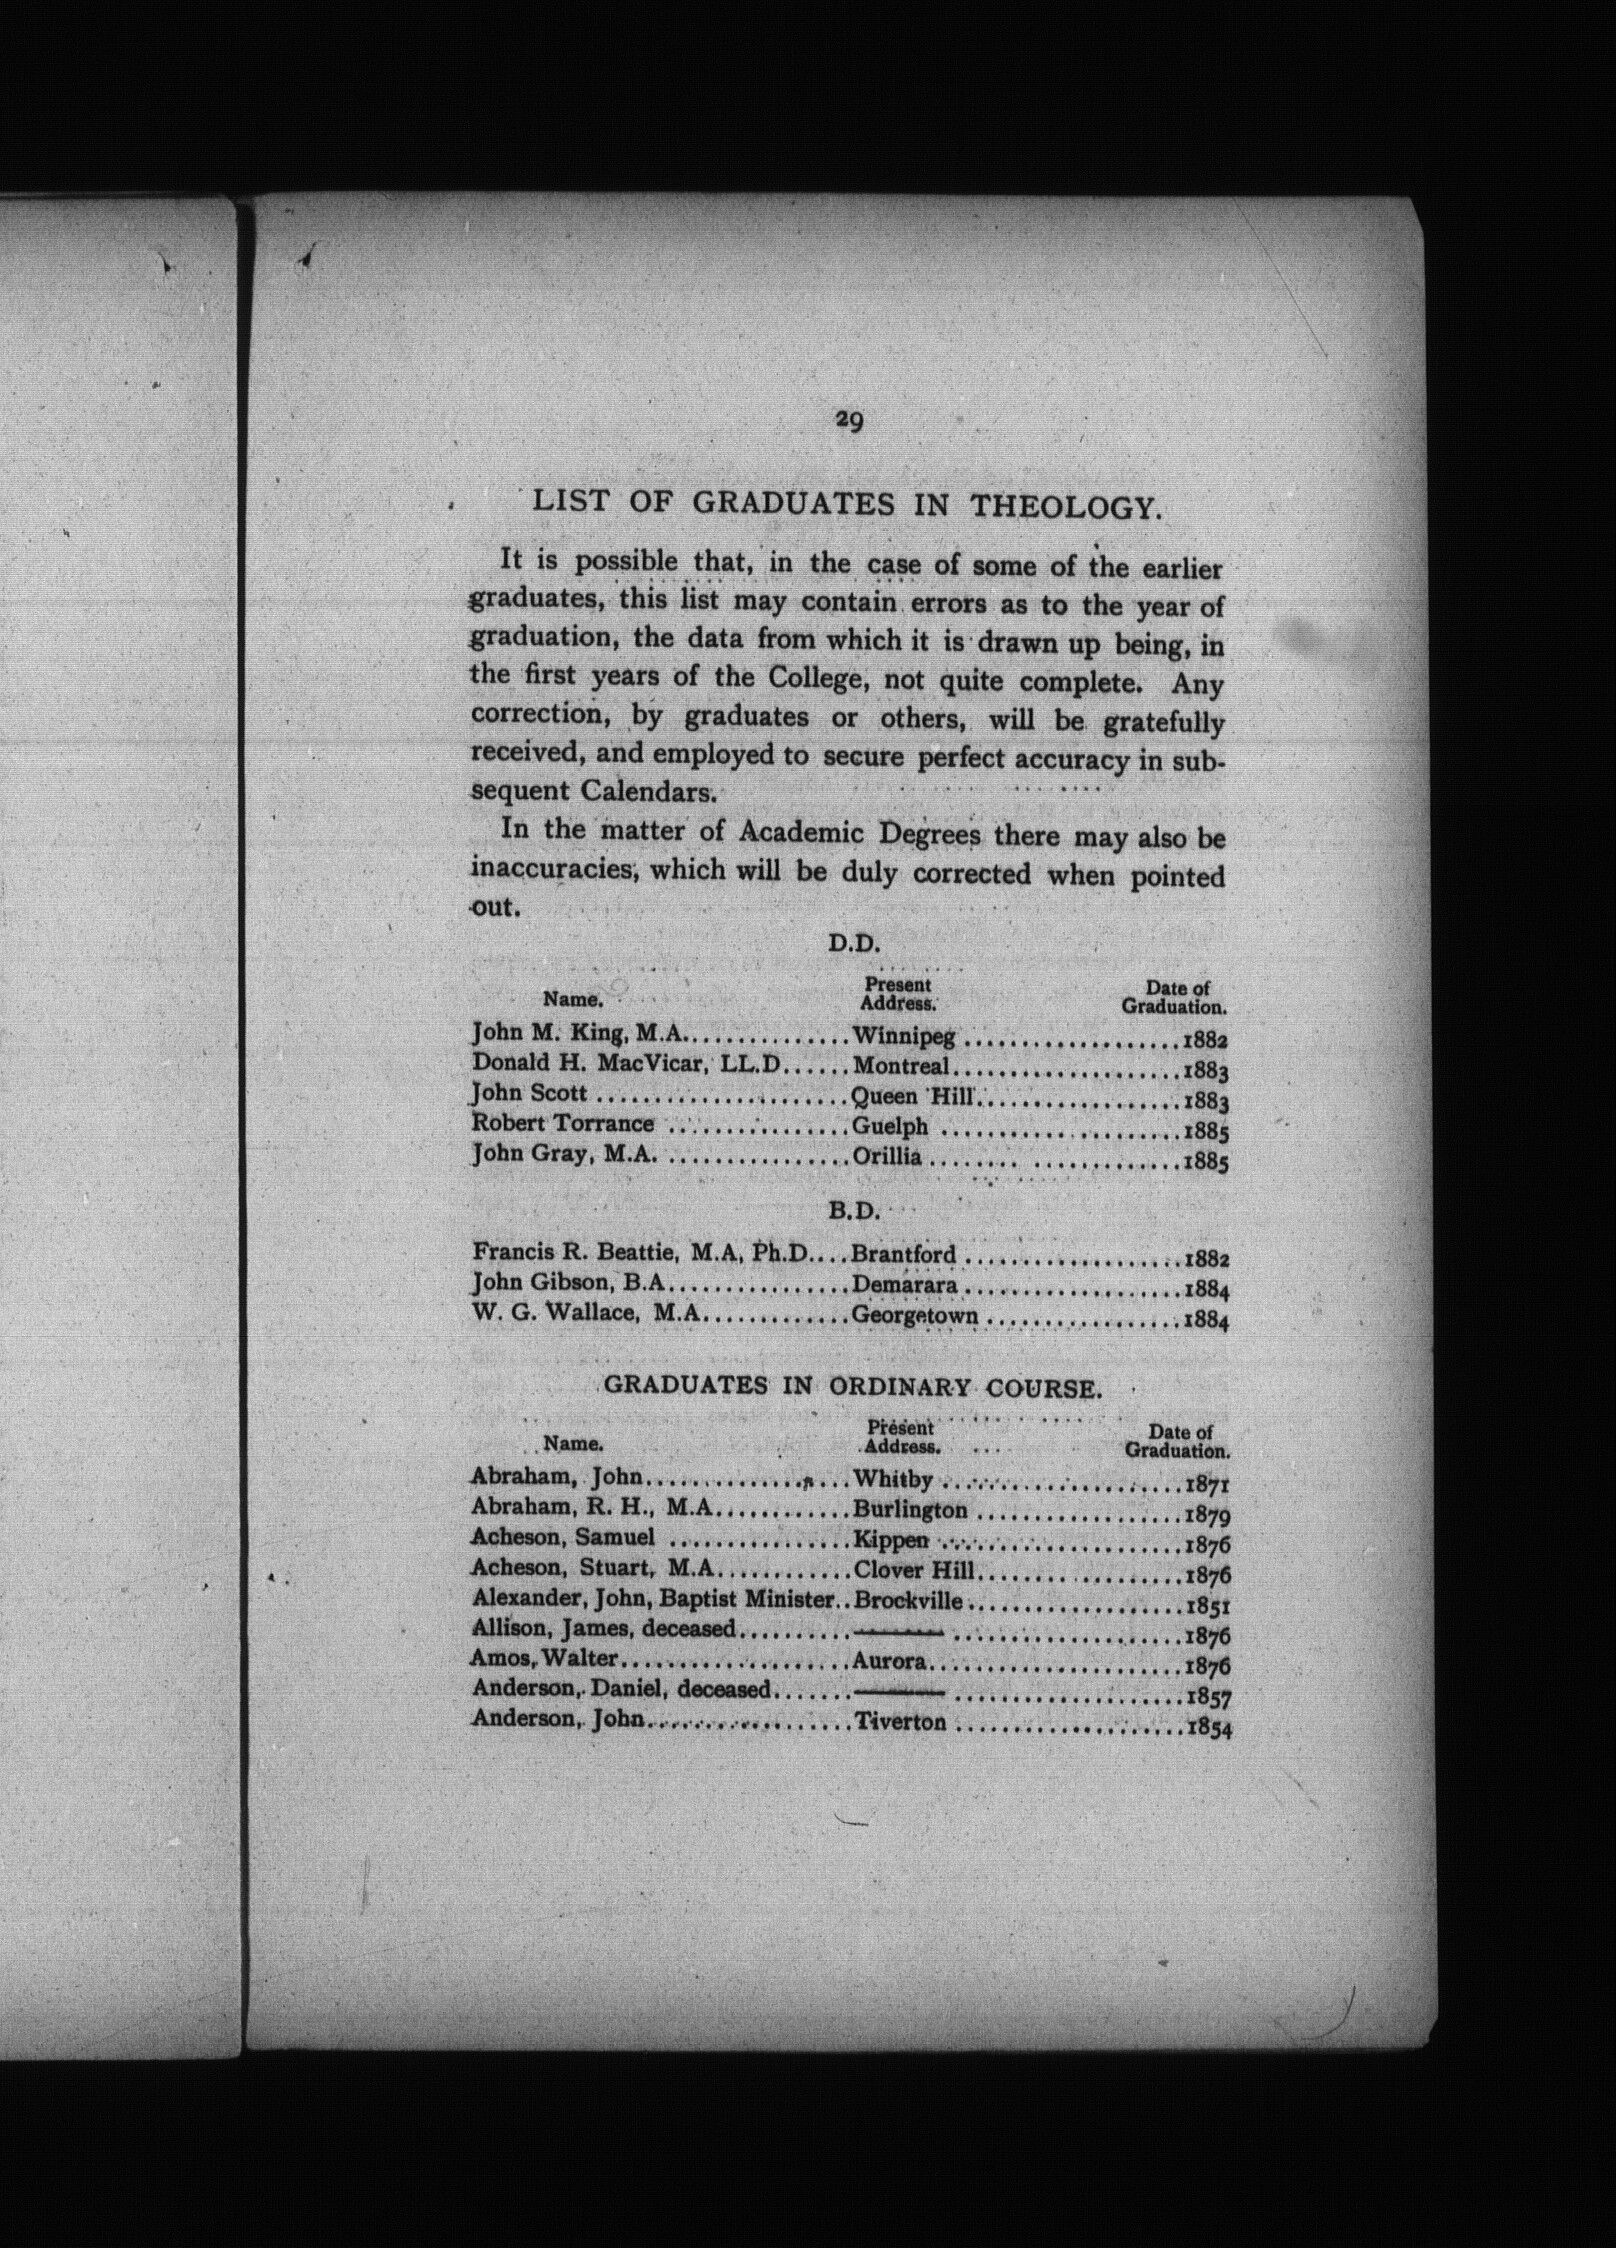 29
LIST OF GRADUATES IN THEOLOGY.
It is possible that, in the case of some of the earlier
graduates, this list may contain errors as to the year of
graduation, the data from which it is drawn up being, in
the first years of the College, not quite complete. Any
correction, by graduates or others, will be gratefully
received, and employed to secure perfect accuracy in sub-
sequent Calendars.
In the matter of Academic Degrees there may also be
inaccuracies, which will be duly corrected when pointed
out.
D.D.
Name. Present Address. Date of Graduation.
John M. King, M.A...............Winnipeg ...................1882
Donald H. MacVicar, LL.D......Montreal....................1883
John Scott ......................Queen Hill..................1883
Robert Torrance ................Guelph .....................1885
John Gray, M.A. ................Orillia ........ .............1885
B.D.
Francis R. Beattie, M.A, Ph.D....Brantford ...................1882
John Gibson, B.A................Demarara ...................1884
W. G. Wallace, M.A.............Georgetown .................1884
GRADUATES IN ORDINARY COURSE.
Name. Present Address. Date of Graduation.
Abraham, John..................Whitby .....................1871
Abraham, R. H., M.A............Burlington ..................1879
Acheson, Samuel ................Kippen .....................1876
Acheson, Stuart, M.A............Clover Hill..................1876
Alexander, John, Baptist Minister..Brockville ...................1851
Allison, James, deceased..........——— ....................1876
Amos, Walter....................Aurora......................1876
Anderson, Daniel, deceased.......——— ....................1857
Anderson, John..................Tiverton ....................1854